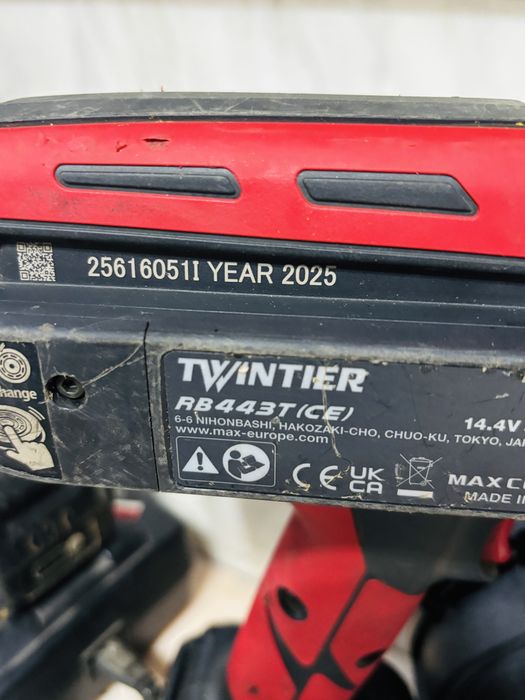 25616051I YEAR 2025
change
TWINTIER
RB443T(CE)
14.4V
6-6 NIHONBASHI, HAKOZAKI-CHO, CHUO-KU, TOKYO,
www.max-europe.com
CE UK
CA
MAX
MADE